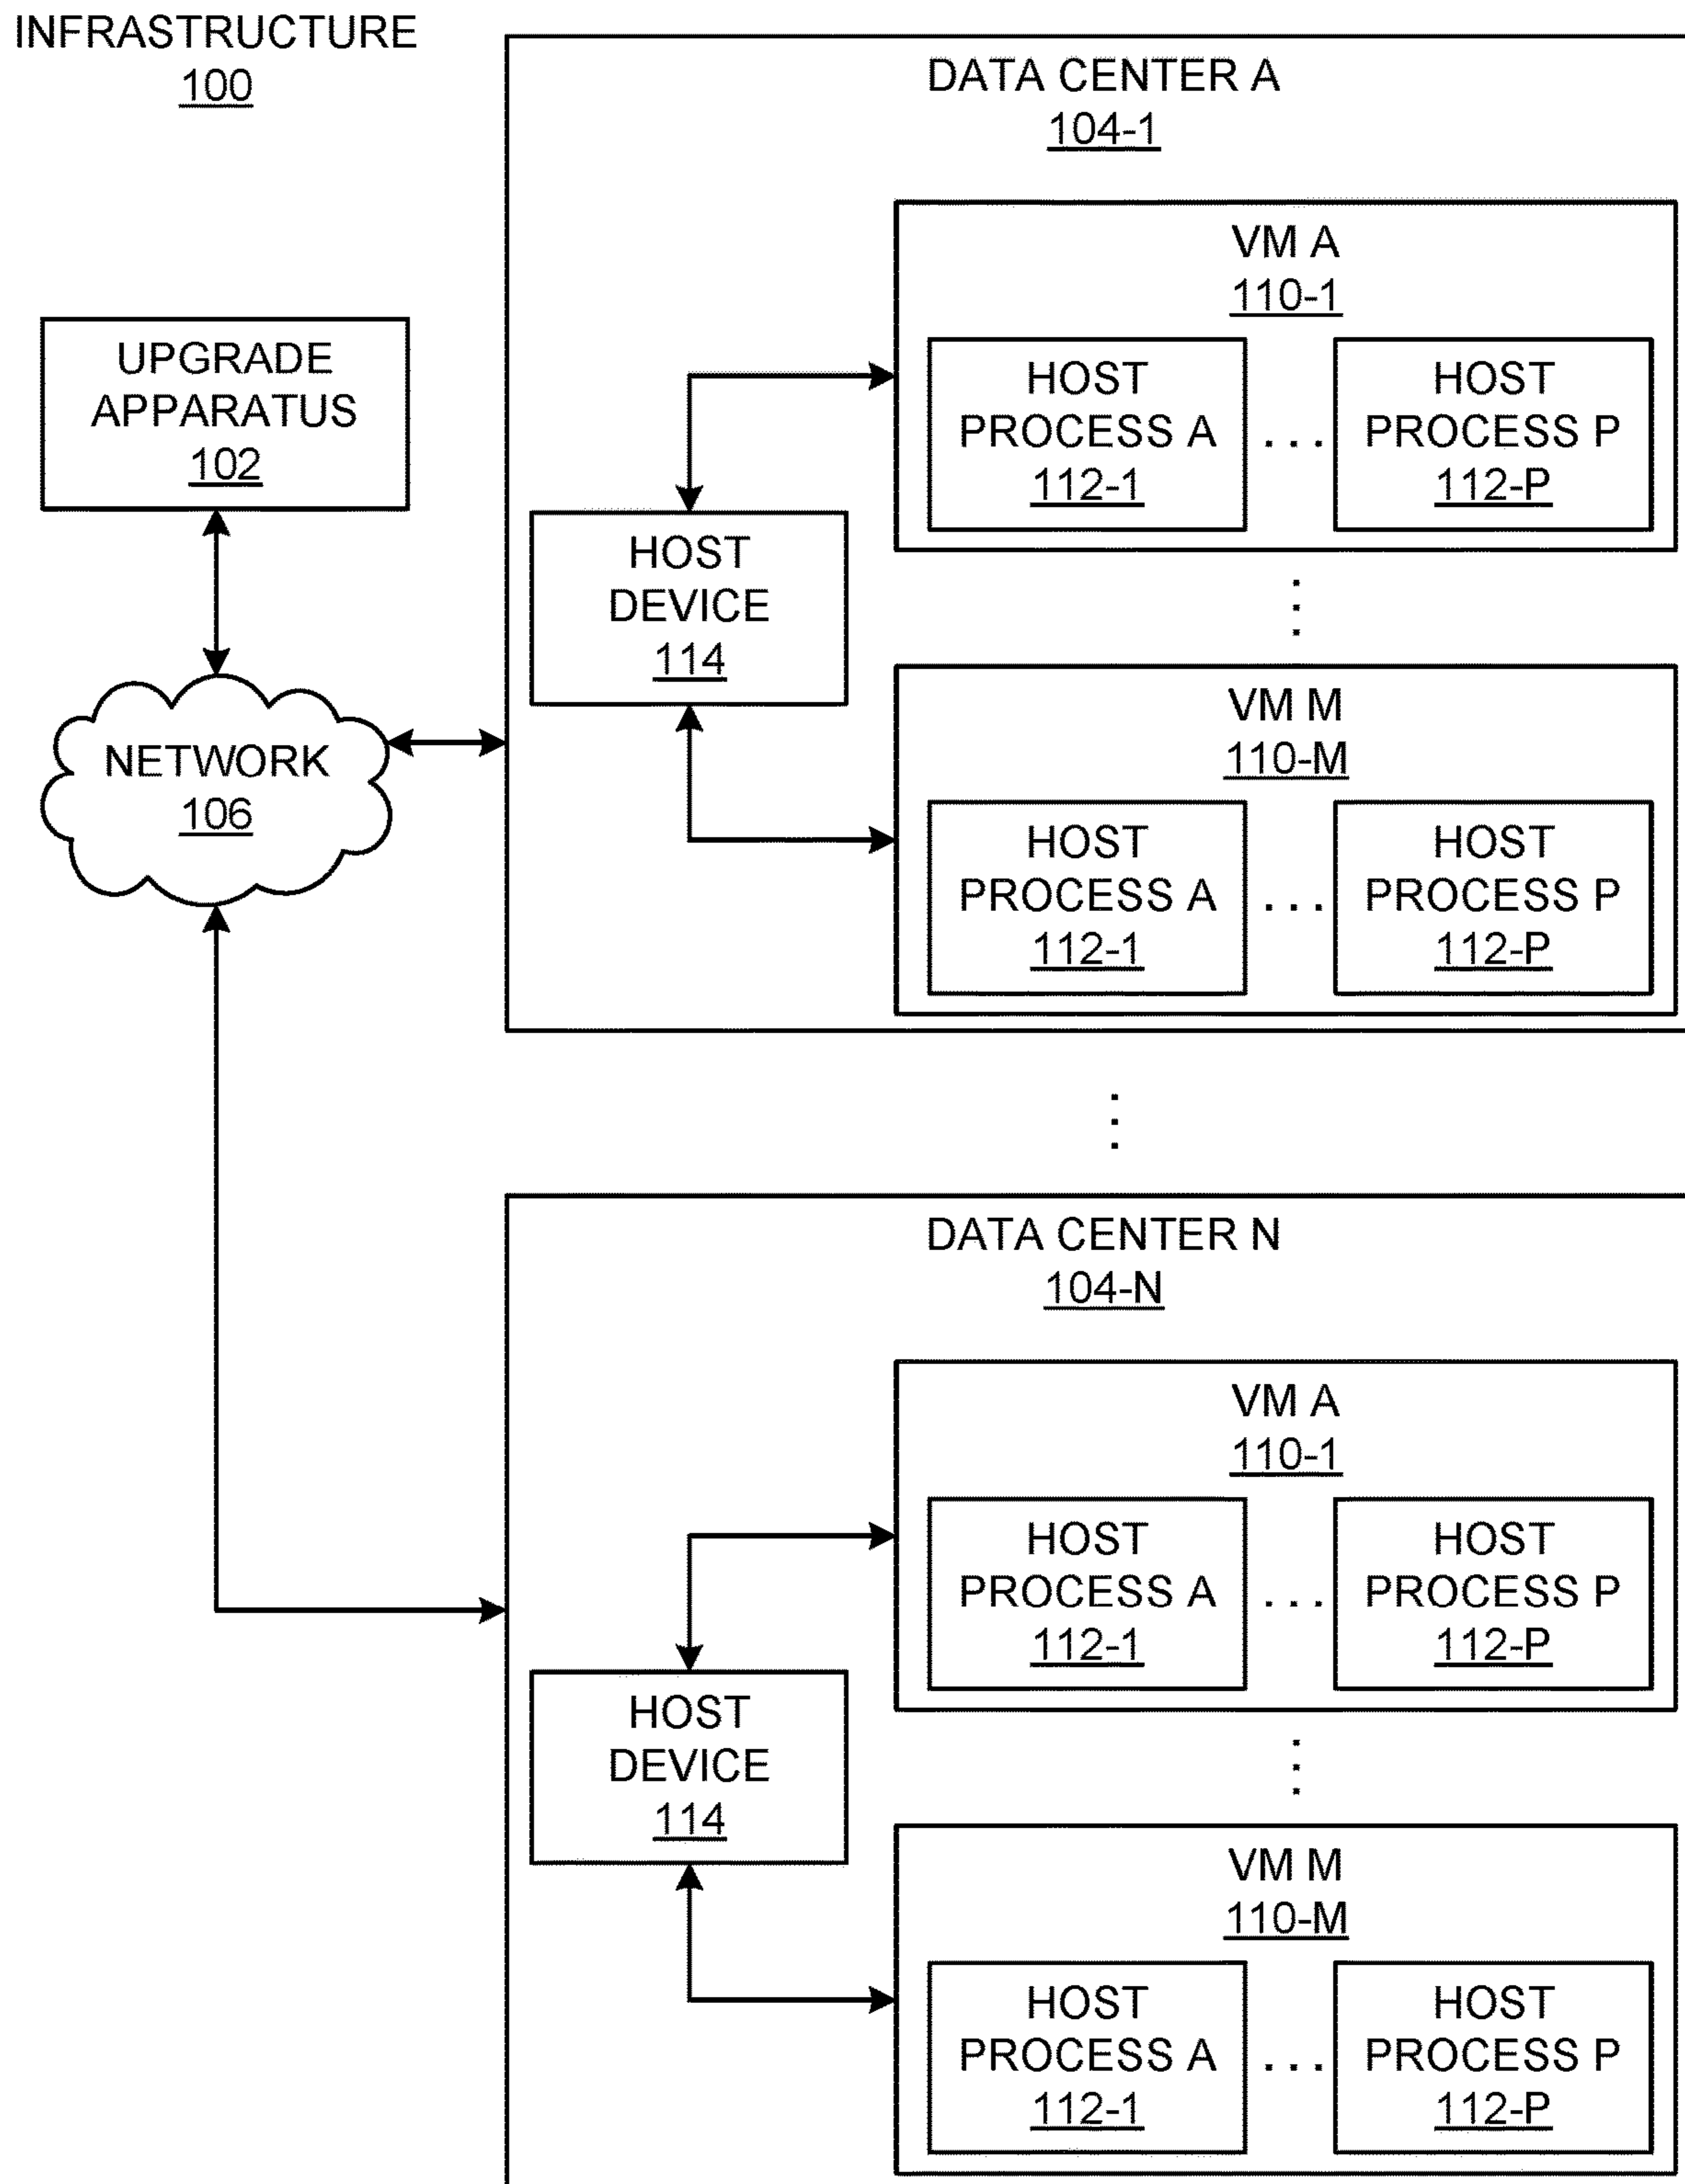 INFRASTRUCTURE
100
DATA CENTER A
104-1
VM A
110-1
HOST
PROCESS A
112-1
. . .
HOST
PROCESS P
112-P
UPGRADE
APPARATUS
102
HOST
DEVICE
114
NETWORK
106
VM M
110-M
HOST
PROCESS A
112-1
. . .
HOST
PROCESS P
112-P
DATA CENTER N
104-N
VM A
110-1
HOST
PROCESS A
112-1
. . .
HOST
PROCESS P
112-P
HOST
DEVICE
114
VM M
110-M
HOST
PROCESS A
112-1
. . .
HOST
PROCESS P
112-P